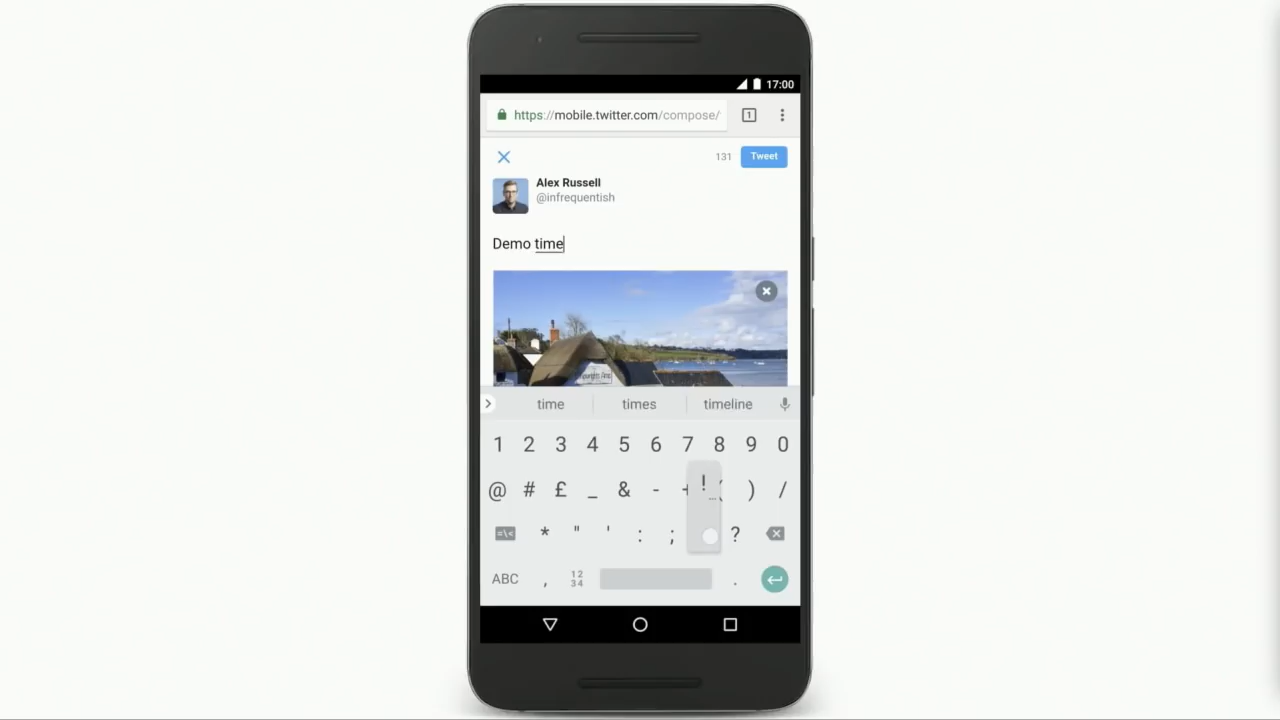 17:00
https://mobile.twitter.com/compose/
1
131 Tweet
Alex Russell
@infrequentish
Demo time
time times timeline
1 2 3 4 5 6 7 8 9 0
@ # £ _ & - + ! ( ) /
=\< * " ' : ; ?
ABC , 12 34 .